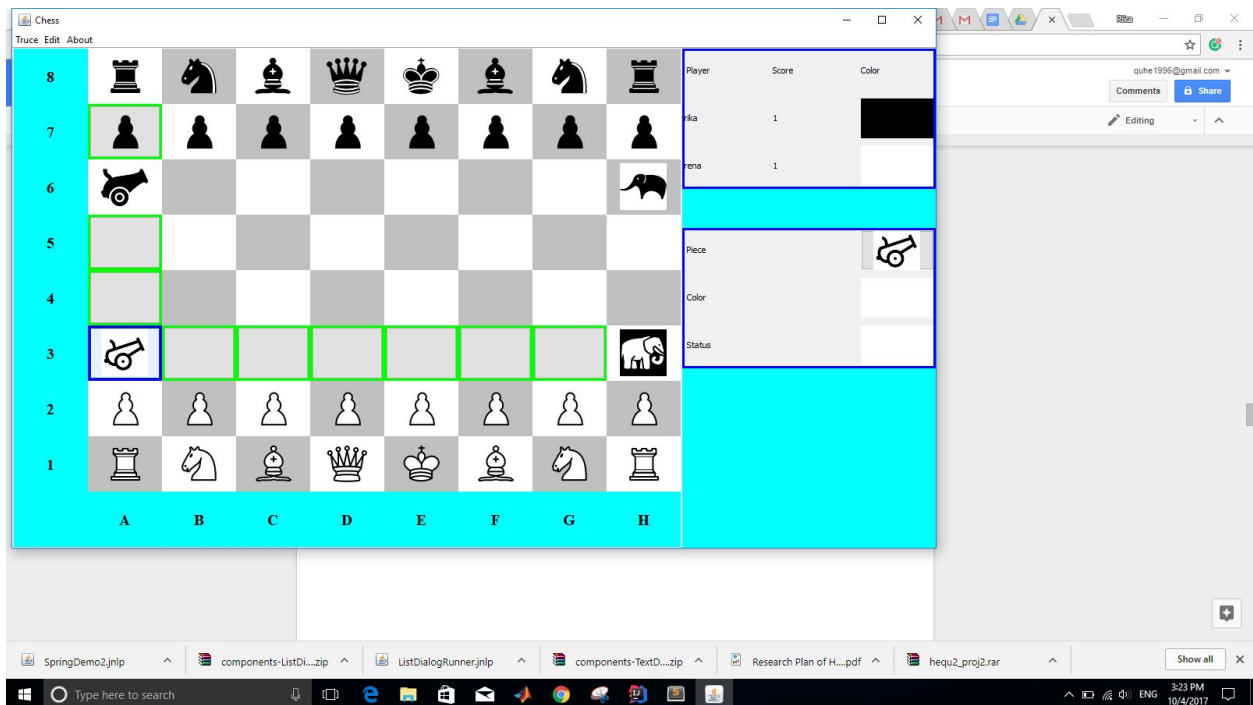 Chess
Rika
Truce Edit About
quhe1996@gmail.com
Comments Share
Editing
8
7
6
5
4
3
2
1
A B C D E F G H
Player Score Color
rika 1
rena 1
Piece
Color
Status
SpringDemo2.jnlp components-ListDi....zip ListDialogRunner.jnlp components-TextD....zip Research Plan of H....pdf hequ2_proj2.rar Show all
Type here to search ENG 3:23 PM
10/4/2017